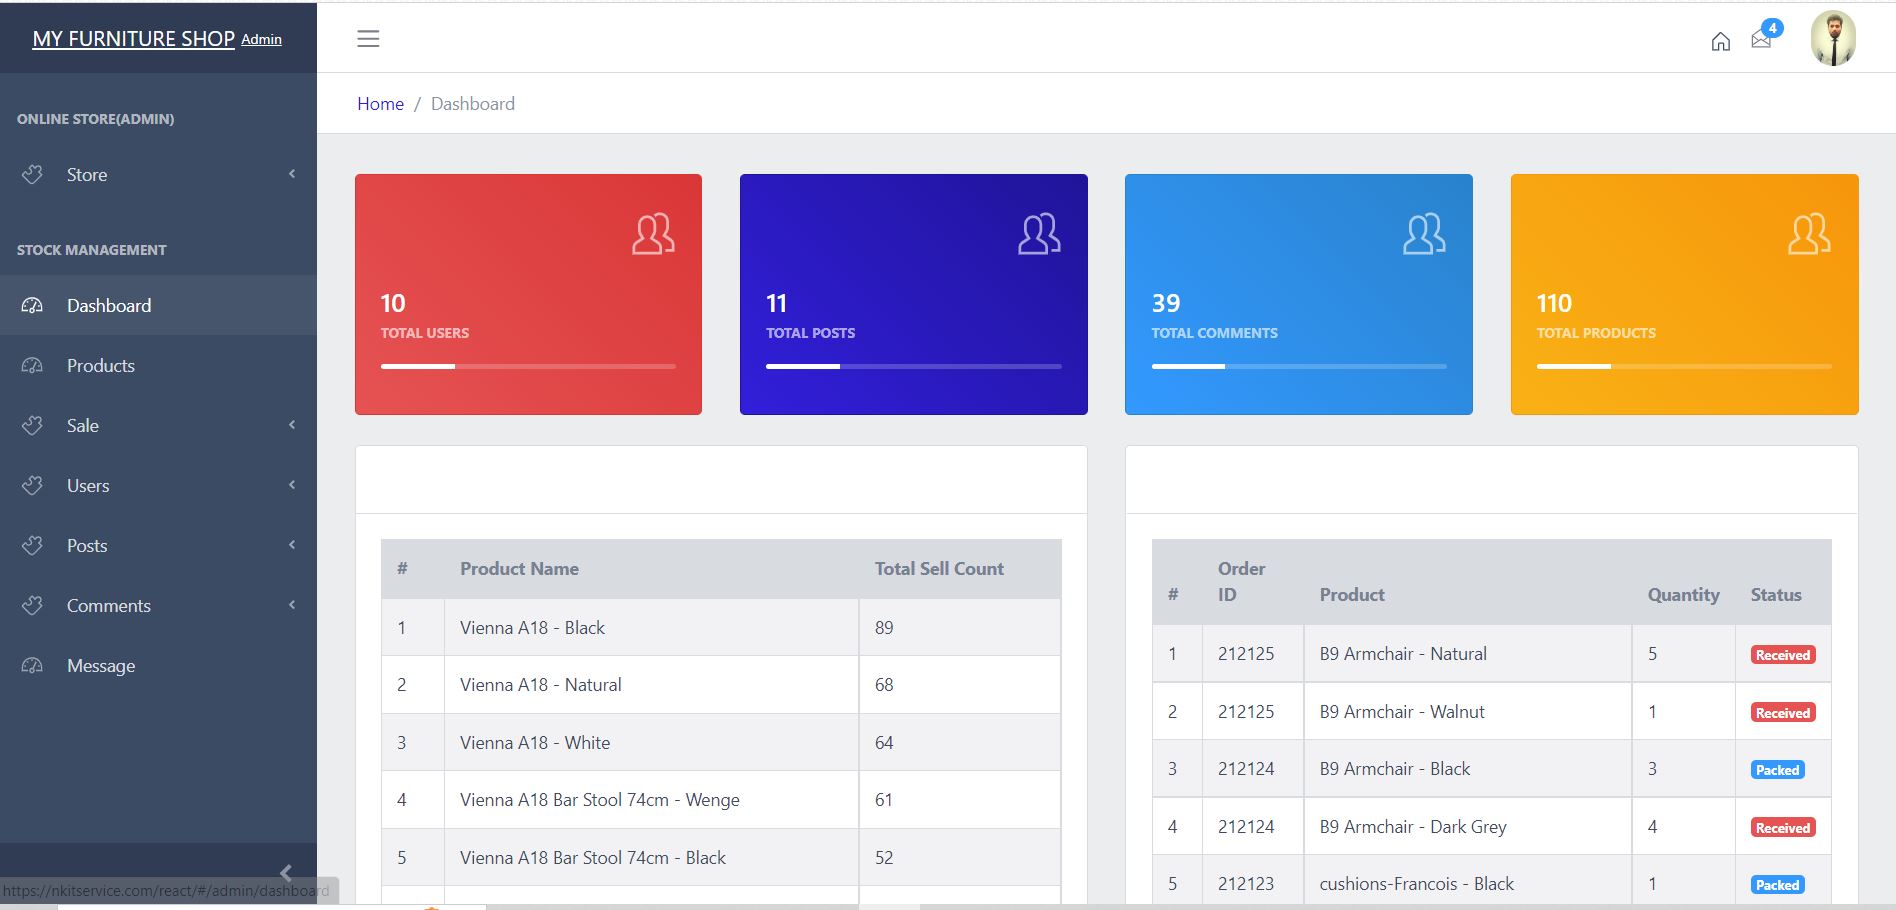 MY FURNITURE SHOP Admin
4
Home / Dashboard
ONLINE STORE(ADMIN)
Store
STOCK MANAGEMENT
Dashboard
Products
Sale
Users
Posts
Comments
Message
10
TOTAL USERS
11
TOTAL POSTS
39
TOTAL COMMENTS
110
TOTAL PRODUCTS
# Product Name Total Sell Count
1 Vienna A18 - Black 89
2 Vienna A18 - Natural 68
3 Vienna A18 - White 64
4 Vienna A18 Bar Stool 74cm - Wenge 61
5 Vienna A18 Bar Stool 74cm - Black 52
# Order ID Product Quantity Status
1 212125 B9 Armchair - Natural 5 Received
2 212125 B9 Armchair - Walnut 1 Received
3 212124 B9 Armchair - Black 3 Packed
4 212124 B9 Armchair - Dark Grey 4 Received
5 212123 cushions-Francois - Black 1 Packed
https://nkitservice.com/react/#/admin/dashboard